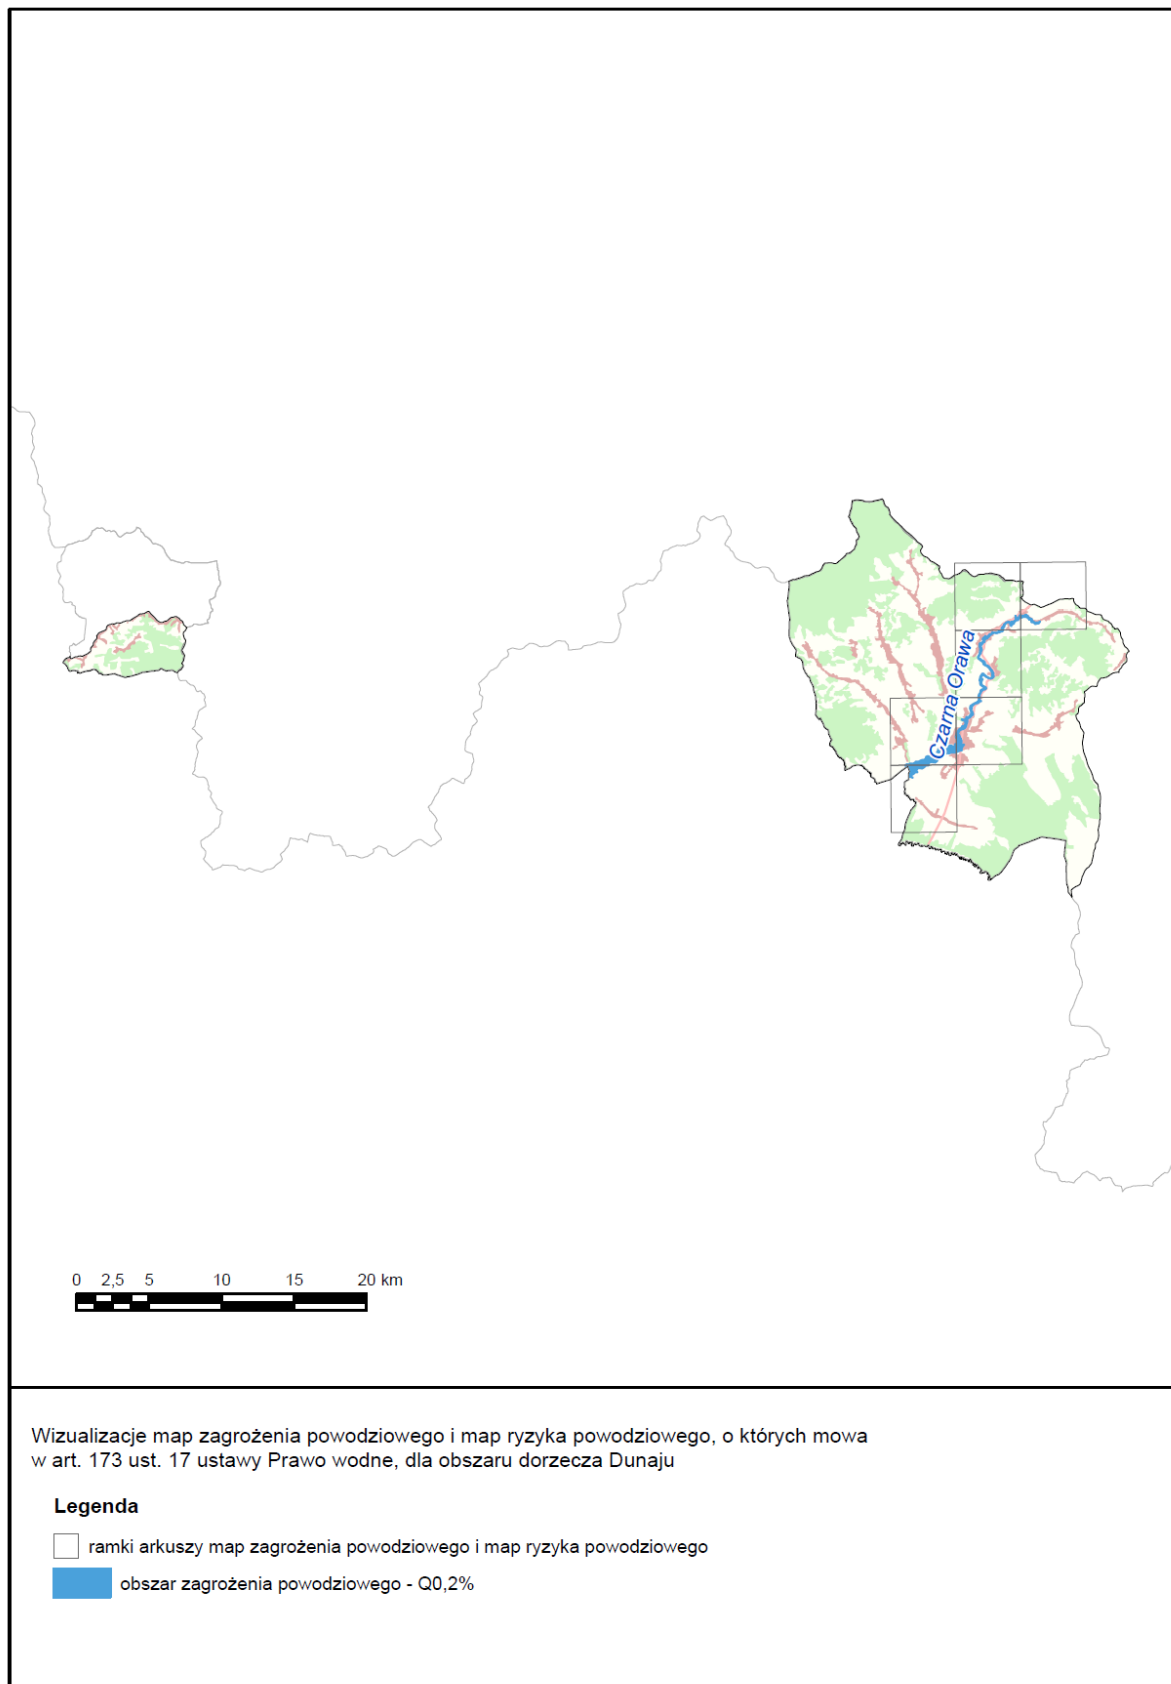 Czarna Orawa
0 2,5 5 10 15 20 km
Wizualizacje map zagrożenia powodziowego i map ryzyka powodziowego, o których mowa
w art. 173 ust. 17 ustawy Prawo wodne, dla obszaru dorzecza Dunaju
Legenda
ramki arkuszy map zagrożenia powodziowego i map ryzyka powodziowego
obszar zagrożenia powodziowego - Q0,2%